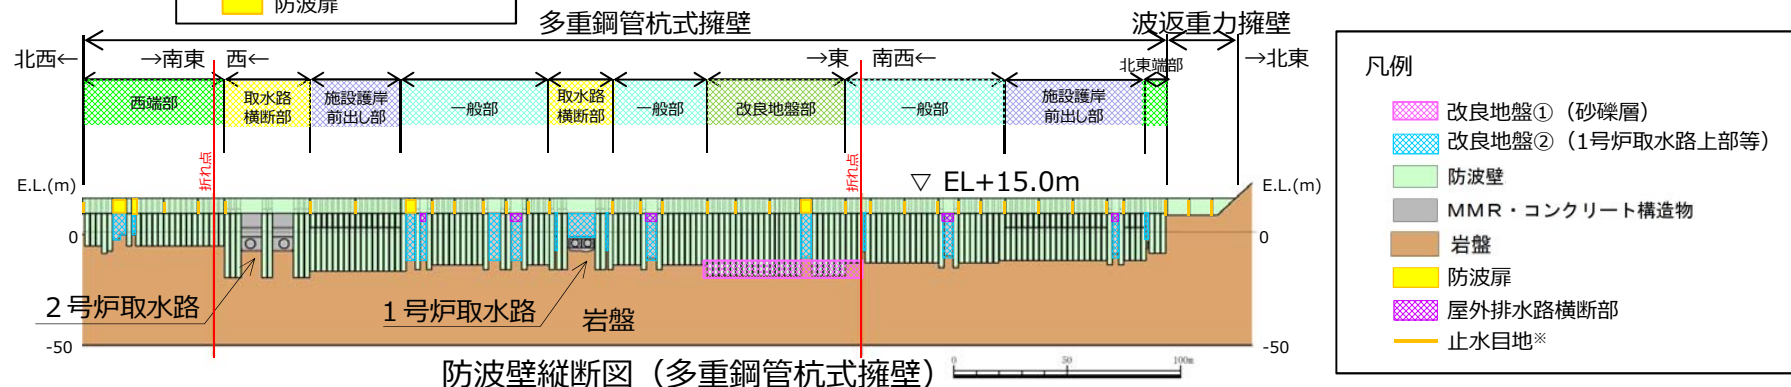 防波扉
多重鋼管杭式擁壁
波返重力擁壁
北西←
→南東
西←
→東
南西←
→北東
西端部
取水路
横断部
施設護岸
前出し部
一般部
取水路
横断部
一般部
改良地盤部
一般部
施設護岸
前出し部
北東端部
折れ点
折れ点
▽ EL+15.0m
E.L.(m)
0
-50
E.L.(m)
0
-50
2号炉取水路
1号炉取水路
岩盤
防波壁縦断図(多重鋼管杭式擁壁)
0 50 100m
凡例
改良地盤①(砂礫層)
改良地盤②(1号炉取水路上部等)
防波壁
MMR・コンクリート構造物
岩盤
防波扉
屋外排水路横断部
止水目地※